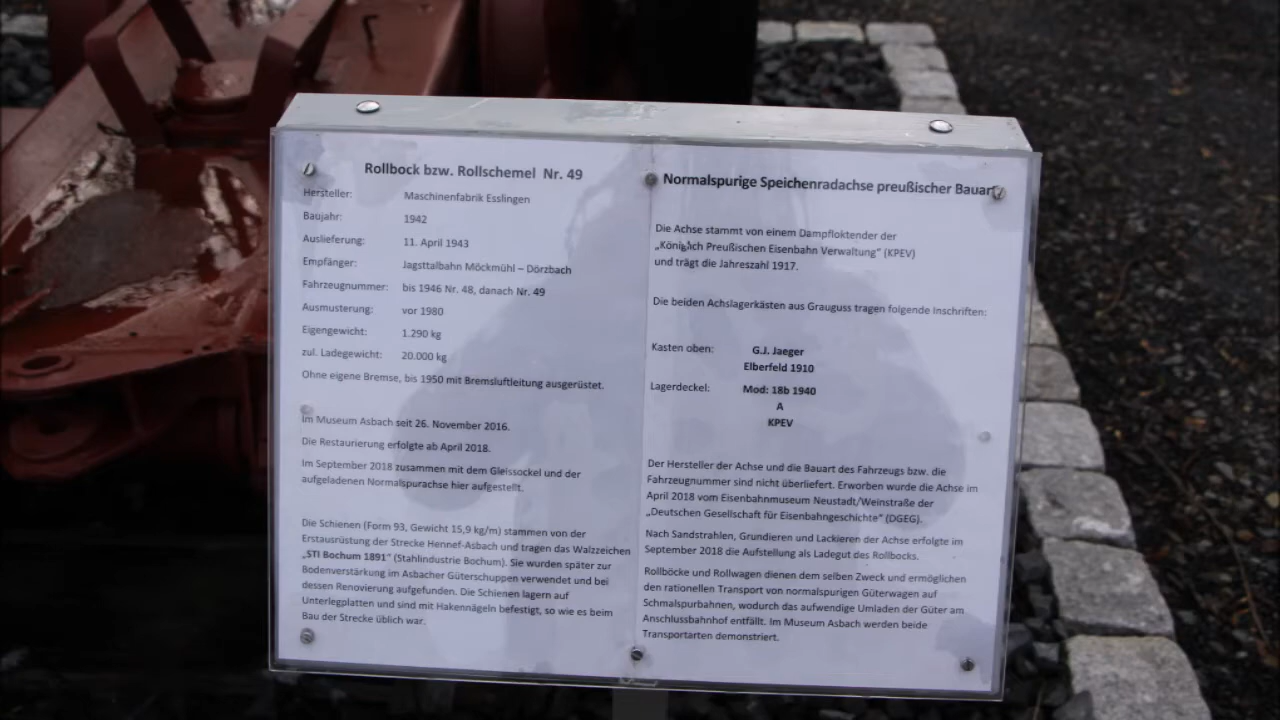 Rollbock bzw. Rollschemel Nr. 49
Hersteller: Maschinenfabrik Esslingen
Baujahr: 1942
Auslieferung: 11. April 1943
Empfänger: Jagsttalbahn Möckmühl – Dörzbach
Fahrzeugnummer: bis 1946 Nr. 48, danach Nr. 49
Ausmusterung: vor 1980
Eigengewicht: 1.290 kg
zul. Ladegewicht: 20.000 kg
Ohne eigene Bremse, bis 1950 mit Bremsluftleitung ausgerüstet.
Im Museum Asbach seit 26. November 2016.
Die Restaurierung erfolgte ab April 2018.
Im September 2018 zusammen mit dem Gleissockel und der
aufgeladenen Normalspurachse hier aufgestellt.
Die Schienen (Form 93, Gewicht 15,9 kg/m) stammen von der
Erstausrüstung der Strecke Hennef-Asbach und tragen das Walzzeichen
„STI Bochum 1891“ (Stahlindustrie Bochum). Sie wurden später zur
Bodenverstärkung im Asbacher Güterschuppen verwendet und bei
dessen Renovierung aufgefunden. Die Schienen lagern auf
Unterlegplatten und sind mit Hakennägeln befestigt, so wie es beim
Bau der Strecke üblich war.
Normalspurige Speichenradachse preußischer Bauart
Die Achse stammt von einem Dampfloktender der
„Königlich Preußischen Eisenbahn Verwaltung“ (KPEV)
und trägt die Jahreszahl 1917.
Die beiden Achslagerkästen aus Grauguss tragen folgende Inschriften:
Kasten oben: G.J. Jaeger
Elberfeld 1910
Lagerdeckel: Mod: 18b 1940
A
KPEV
Der Hersteller der Achse und die Bauart des Fahrzeugs bzw. die
Fahrzeugnummer sind nicht überliefert. Erworben wurde die Achse im
April 2018 vom Eisenbahnmuseum Neustadt/Weinstraße der
„Deutschen Gesellschaft für Eisenbahngeschichte“ (DGEG).
Nach Sandstrahlen, Grundieren und Lackieren der Achse erfolgte im
September 2018 die Aufstellung als Ladegut des Rollbocks.
Rollböcke und Rollwagen dienen dem selben Zweck und ermöglichen
den rationellen Transport von normalspurigen Güterwagen auf
Schmalspurbahnen, wodurch das aufwendige Umladen der Güter am
Anschlussbahnhof entfällt. Im Museum Asbach werden beide
Transportarten demonstriert.